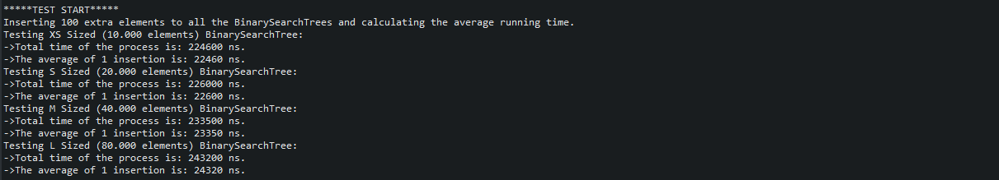 *****TEST START*****
Inserting 100 extra elements to all the BinarySearchTrees and calculating the average running time.
Testing XS Sized (10.000 elements) BinarySearchTree:
->Total time of the process is: 224600 ns.
->The average of 1 insertion is: 22460 ns.
Testing S Sized (20.000 elements) BinarySearchTree:
->Total time of the process is: 226000 ns.
->The average of 1 insertion is: 22600 ns.
Testing M Sized (40.000 elements) BinarySearchTree:
->Total time of the process is: 233500 ns.
->The average of 1 insertion is: 23350 ns.
Testing L Sized (80.000 elements) BinarySearchTree:
->Total time of the process is: 243200 ns.
->The average of 1 insertion is: 24320 ns.